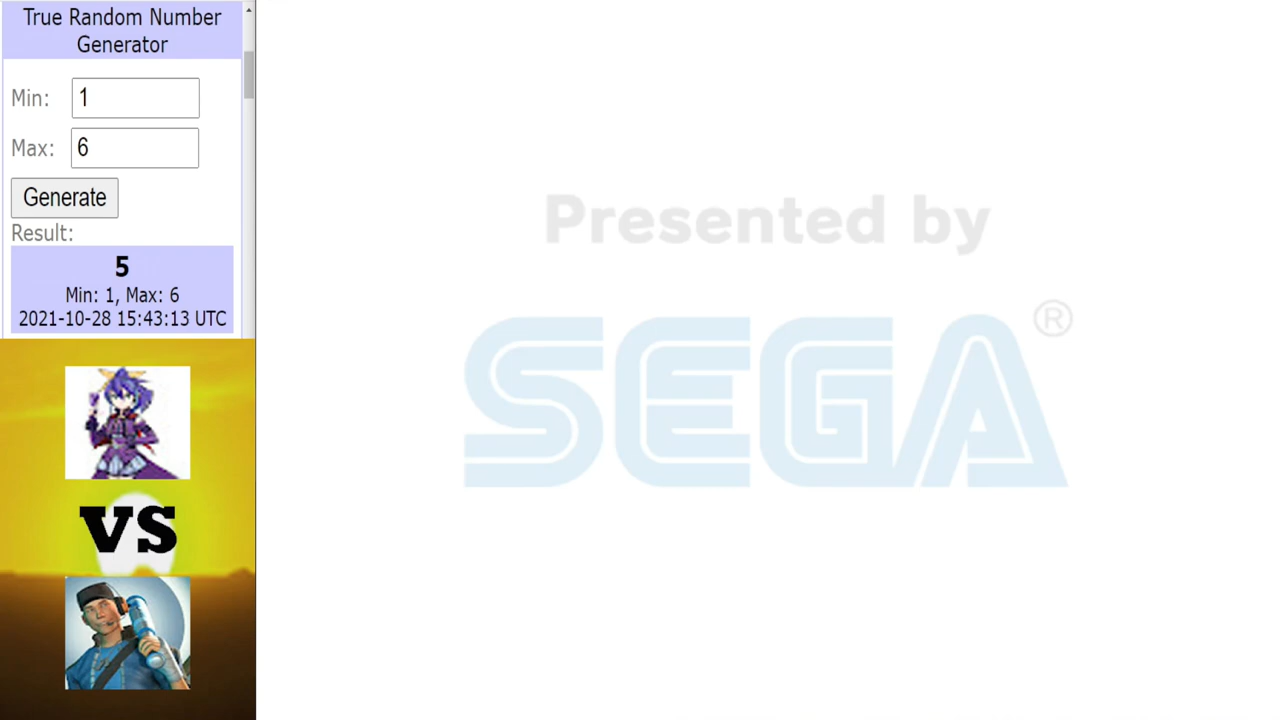 True Random Number
Generator
Min: 1
Max: 6
Generate
Result:
5
Min: 1, Max: 6
2021-10-28 15:43:13 UTC
VS
Presented by
SEGA®